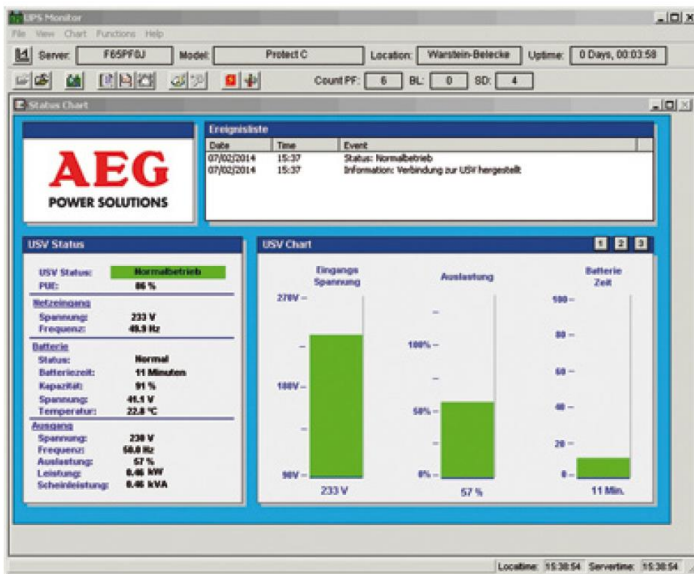 UPS Monitor
File View Chart Functions Help
Server: F65PF0J Model: Protect C Location: Warstein-Belecke Uptime: 0 Days, 00:03:58
Count PF: 6 BL: 0 SD: 4
Status Chart
AEG
POWER SOLUTIONS
Ereignisliste
Date Time Event
07/02/2014 15:37 Status: Normalbetrieb
07/02/2014 15:37 Information: Verbindung zur USV hergestellt
USV Status
USV Status: Normalbetrieb
PUE: 86 %
Netzeingang
Spannung: 233 V
Frequenz: 49.9 Hz
Batterie
Status: Normal
Batteriezeit: 11 Minuten
Kapazität: 91 %
Spannung: 41.1 V
Temperatur: 22.8 °C
Ausgang
Spannung: 230 V
Frequenz: 50.0 Hz
Auslastung: 57 %
Leistung: 0.46 kW
Scheinleistung: 0.46 kVA
USV Chart 1 2 3
Eingangs
Spannung
270V
180V
90V
233 V
Auslastung
100%
50%
0%
57 %
Batterie
Zeit
100
80
60
40
20
0
11 Min.
Localtime: 15:38:54 Servertime: 15:38:54